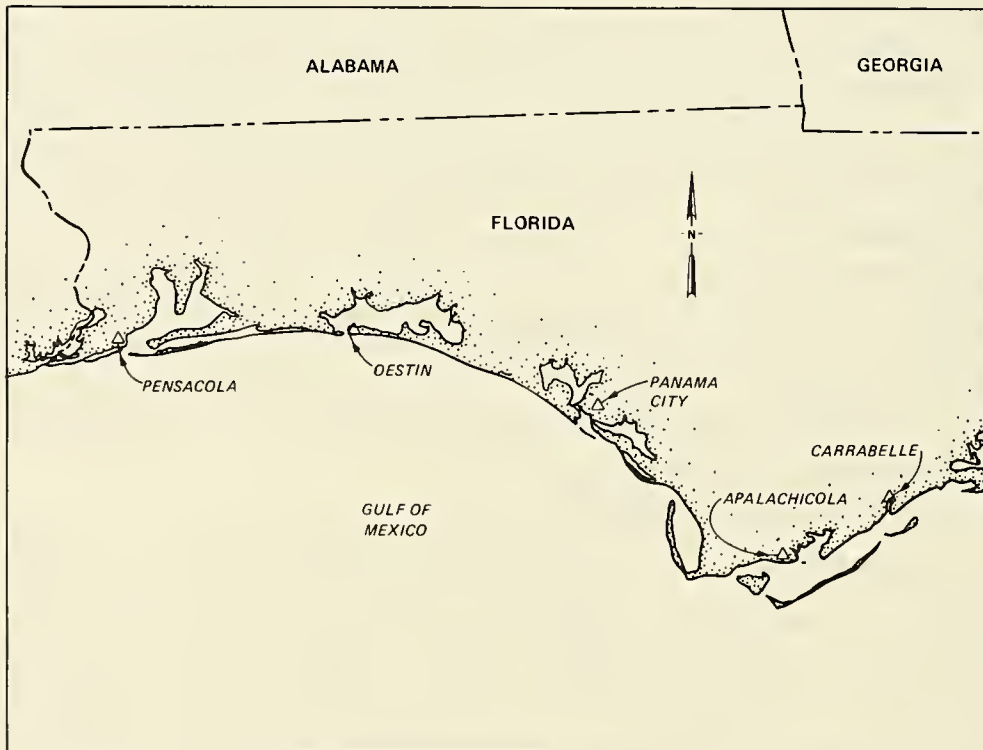 ALABAMA
GEORGIA
FLORIDA
N
PENSACOLA
OESTIN
PANAMA
CITY
CARRABELLE
APALACHICOLA
GULF OF
MEXICO